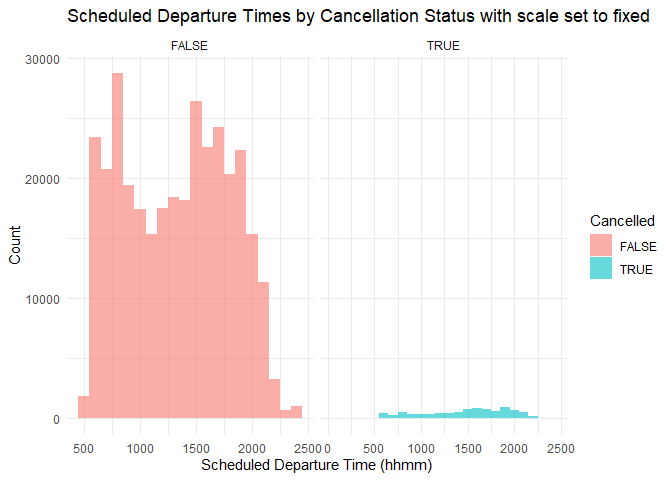 Scheduled Departure Times by Cancellation Status with scale set to fixed
FALSE TRUE
30000
20000
10000
0
Count
500 1000 1500 2000 2500 0 500 1000 1500 2000 2500
Scheduled Departure Time (hhmm)
Cancelled
FALSE
TRUE